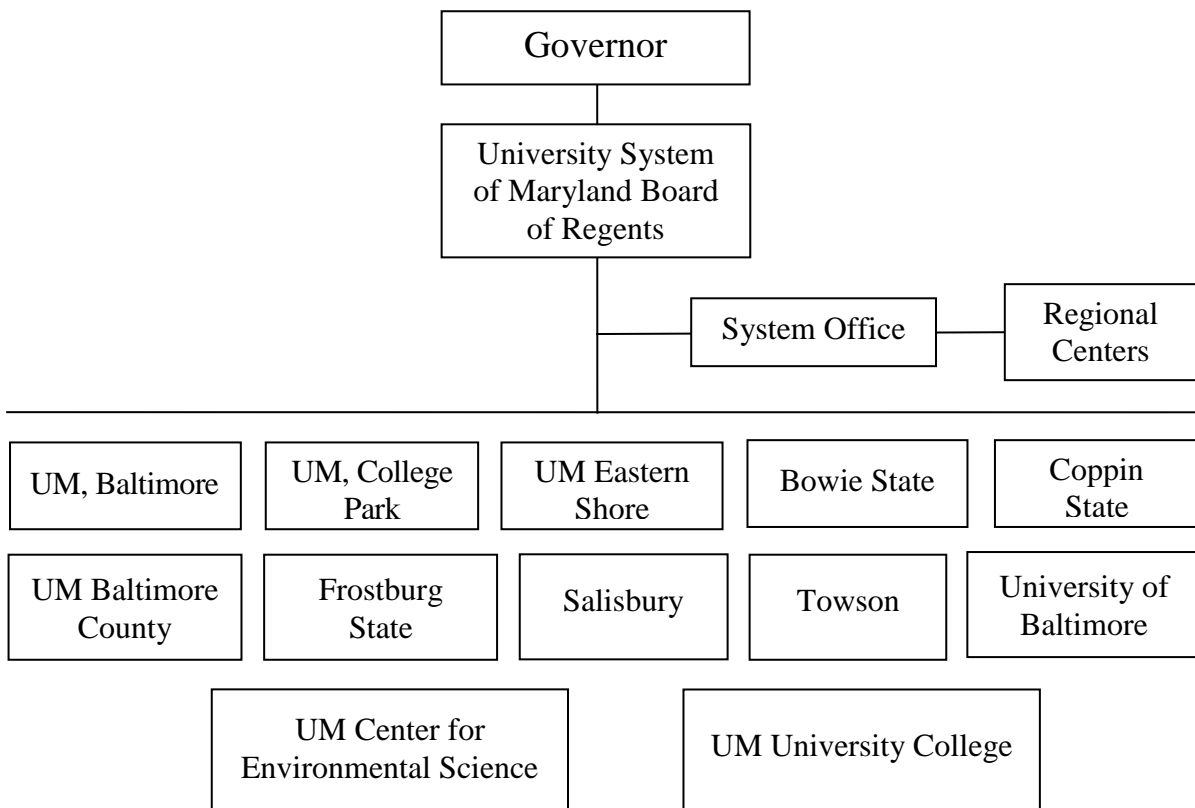 Governor
University System
of Maryland Board
of Regents
System Office
Regional
Centers
UM, Baltimore
UM, College
Park
UM Eastern
Shore
Bowie State
Coppin
State
UM Baltimore
County
Frostburg
State
Salisbury
Towson
University of
Baltimore
UM Center for
Environmental Science
UM University College